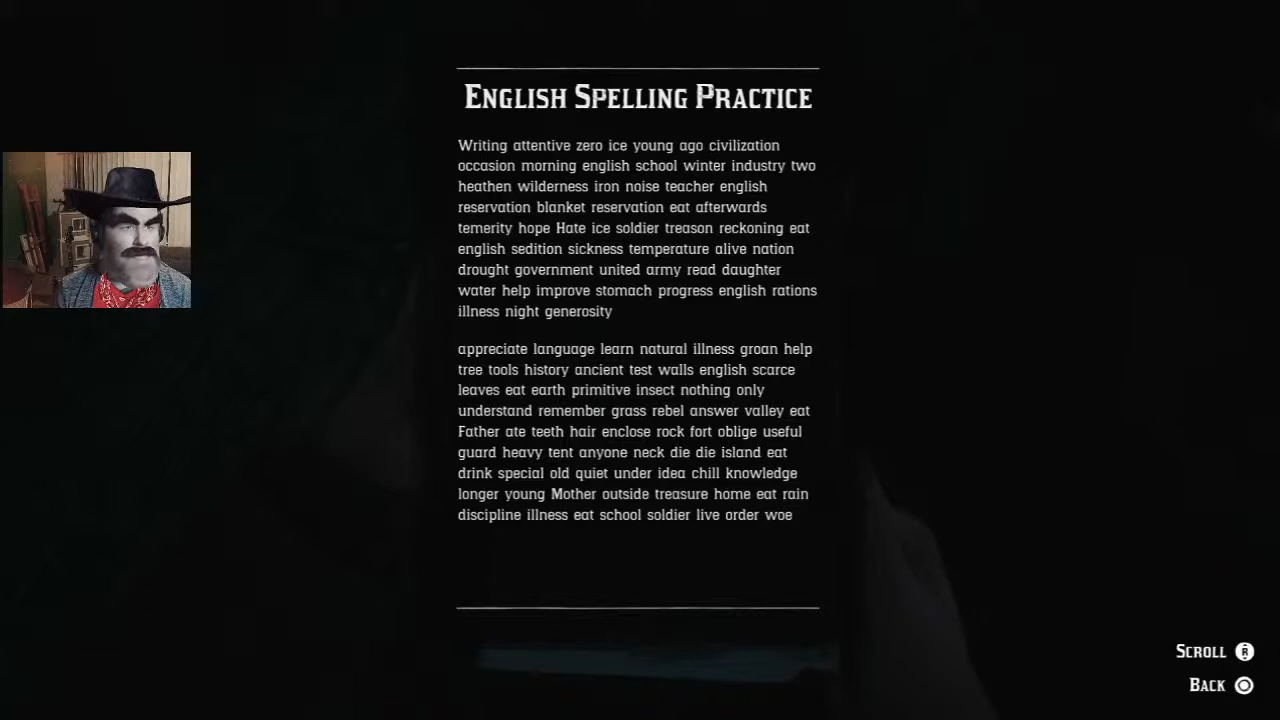 English Spelling Practice
Writing attentive zero ice young ago civilization
occasion morning english school winter industry two
heathen wilderness iron noise teacher english
reservation blanket reservation eat afterwards
temerity hope Hate ice soldier treason reckoning eat
english sedition sickness temperature alive nation
drought government united army read daughter
water help improve stomach progress english rations
illness night generosity
appreciate language learn natural illness groan help
tree tools history ancient test walls english scarce
leaves eat earth primitive insect nothing only
understand remember grass rebel answer valley eat
Father ate teeth hair enclose rock fort oblige useful
guard heavy tent anyone neck die die island eat
drink special old quiet under idea chill knowledge
longer young Mother outside treasure home eat rain
discipline illness eat school soldier live order woe
Scroll R
Back